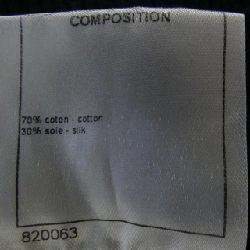 COMPOSITION
70% coton - cotton
30% soie - silk
820063